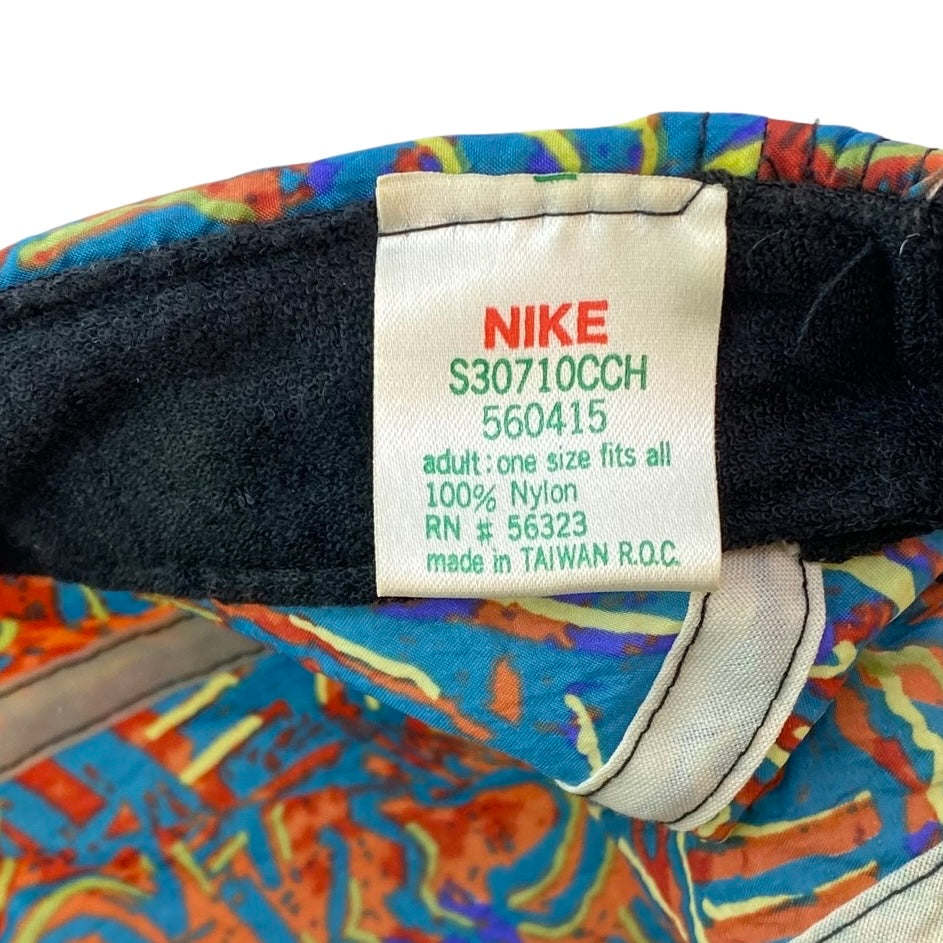 NIKE
S30710CCH
560415
adult: one size fits all
100% Nylon
RN # 56323
made in TAIWAN R.O.C.